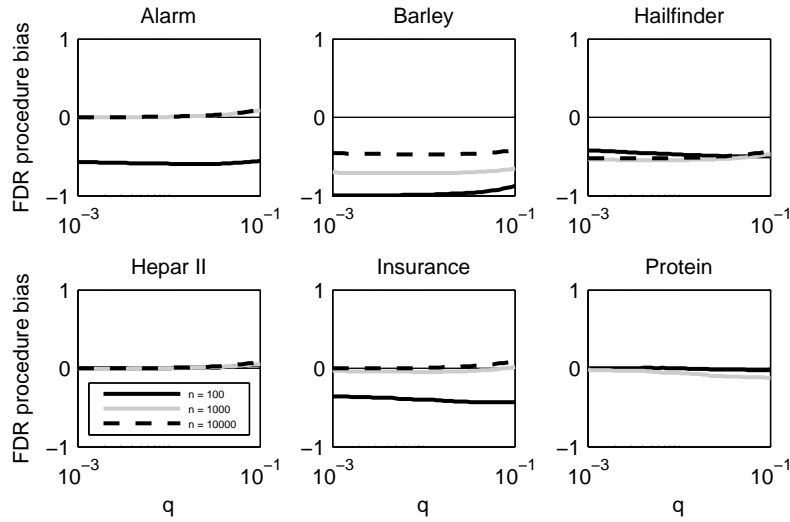 Alarm
Barley
Hailfinder
FDR procedure bias
1
0
−1
10^−3
10^−1
1
0
−1
10^−3
10^−1
1
0
−1
10^−3
10^−1
Hepar II
Insurance
Protein
FDR procedure bias
1
0
−1
n = 100
n = 1000
n = 10000
10^−3
10^−1
q
1
0
−1
10^−3
10^−1
q
1
0
−1
10^−3
10^−1
q